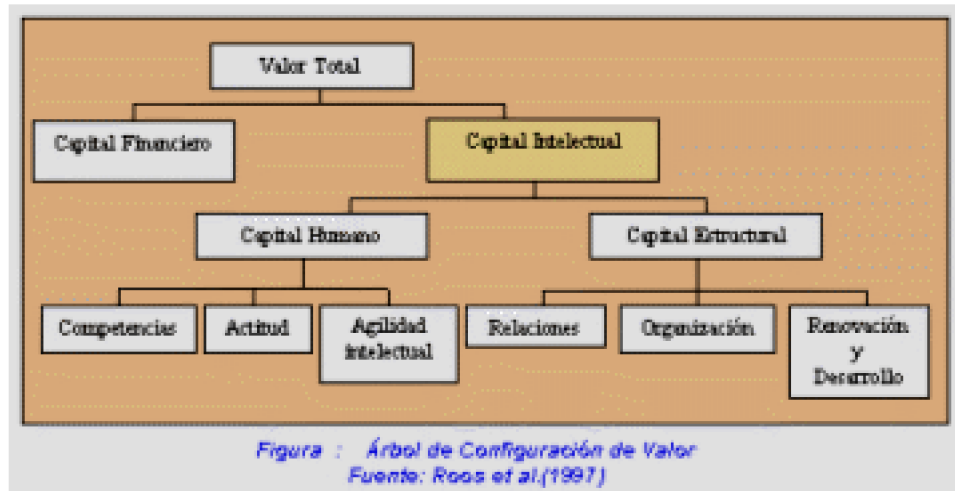 Valor Total
Capital Financiero
Capital Intelectual
Capital Humano
Capital Estructural
Competencias
Actitud
Agilidad
intelectual
Relaciones
Organización
Renovación
y
Desarrollo
Figura : Árbol de Configuración de Valor
Fuente: Roos et al.(1997)